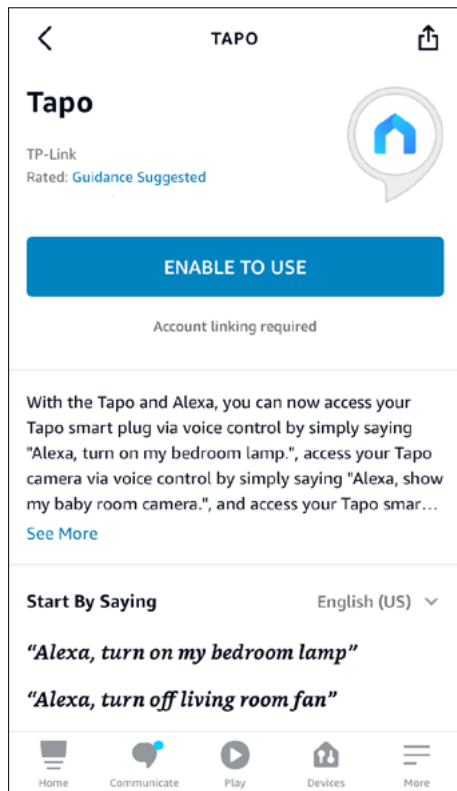 TAPO
Tapo
TP-Link
Rated: Guidance Suggested
ENABLE TO USE
Account linking required
With the Tapo and Alexa, you can now access your
Tapo smart plug via voice control by simply saying
"Alexa, turn on my bedroom lamp.", access your Tapo
camera via voice control by simply saying "Alexa, show
my baby room camera.", and access your Tapo smar...
See More
Start By Saying English (US)
“Alexa, turn on my bedroom lamp”
“Alexa, turn off living room fan”
Home Communicate Play Devices More